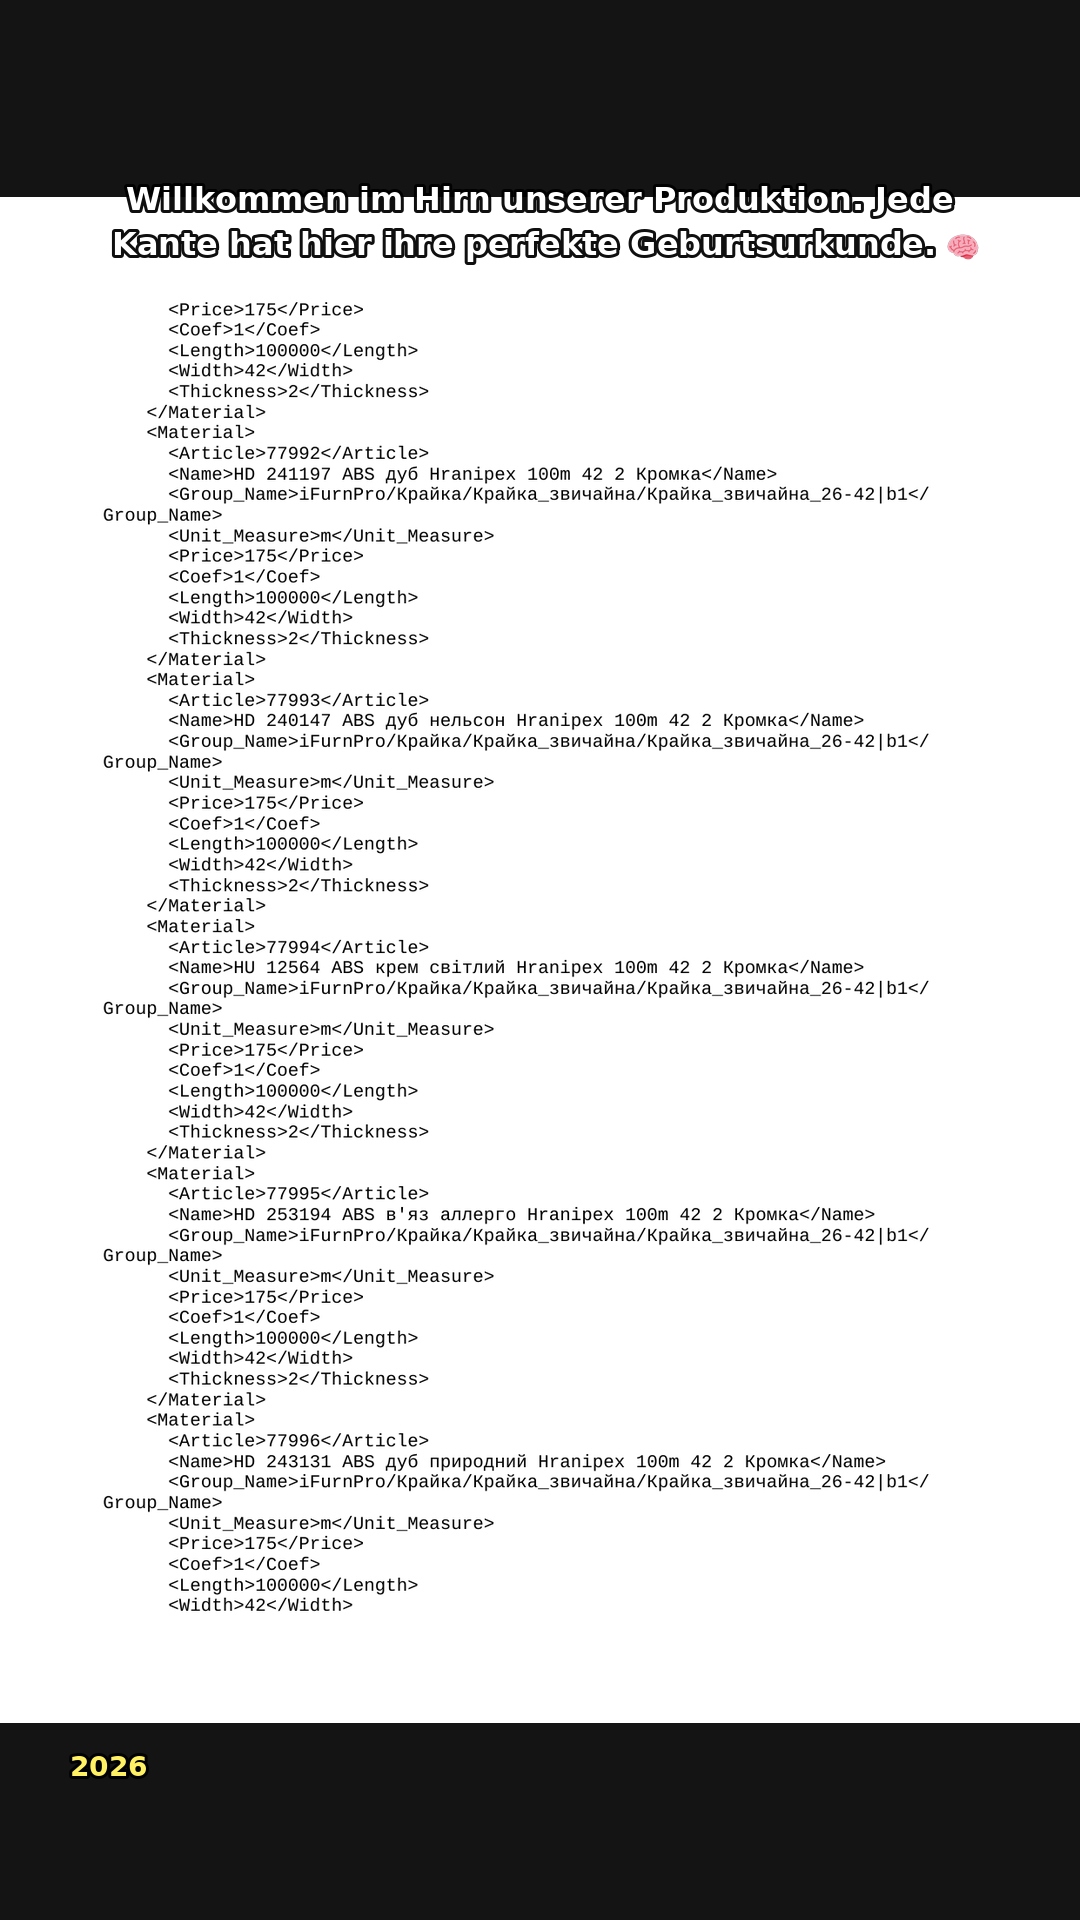 Willkommen im Hirn unserer Produktion. Jede
Kante hat hier ihre perfekte Geburtsurkunde. 🧠
<Price>175</Price>
<Coef>1</Coef>
<Length>100000</Length>
<Width>42</Width>
<Thickness>2</Thickness>
</Material>
<Material>
<Article>77992</Article>
<Name>HD 241197 ABS дуб Hranipex 100m 42 2 Кромка</Name>
<Group_Name>iFurnPro/Крайка/Крайка_звичайна/Крайка_звичайна_26-42|b1</
Group_Name>
<Unit_Measure>m</Unit_Measure>
<Price>175</Price>
<Coef>1</Coef>
<Length>100000</Length>
<Width>42</Width>
<Thickness>2</Thickness>
</Material>
<Material>
<Article>77993</Article>
<Name>HD 240147 ABS дуб нельсон Hranipex 100m 42 2 Кромка</Name>
<Group_Name>iFurnPro/Крайка/Крайка_звичайна/Крайка_звичайна_26-42|b1</
Group_Name>
<Unit_Measure>m</Unit_Measure>
<Price>175</Price>
<Coef>1</Coef>
<Length>100000</Length>
<Width>42</Width>
<Thickness>2</Thickness>
</Material>
<Material>
<Article>77994</Article>
<Name>HU 12564 ABS крем світлий Hranipex 100m 42 2 Кромка</Name>
<Group_Name>iFurnPro/Крайка/Крайка_звичайна/Крайка_звичайна_26-42|b1</
Group_Name>
<Unit_Measure>m</Unit_Measure>
<Price>175</Price>
<Coef>1</Coef>
<Length>100000</Length>
<Width>42</Width>
<Thickness>2</Thickness>
</Material>
<Material>
<Article>77995</Article>
<Name>HD 253194 ABS в'яз аллерго Hranipex 100m 42 2 Кромка</Name>
<Group_Name>iFurnPro/Крайка/Крайка_звичайна/Крайка_звичайна_26-42|b1</
Group_Name>
<Unit_Measure>m</Unit_Measure>
<Price>175</Price>
<Coef>1</Coef>
<Length>100000</Length>
<Width>42</Width>
<Thickness>2</Thickness>
</Material>
<Material>
<Article>77996</Article>
<Name>HD 243131 ABS дуб природний Hranipex 100m 42 2 Кромка</Name>
<Group_Name>iFurnPro/Крайка/Крайка_звичайна/Крайка_звичайна_26-42|b1</
Group_Name>
<Unit_Measure>m</Unit_Measure>
<Price>175</Price>
<Coef>1</Coef>
<Length>100000</Length>
<Width>42</Width>
2026